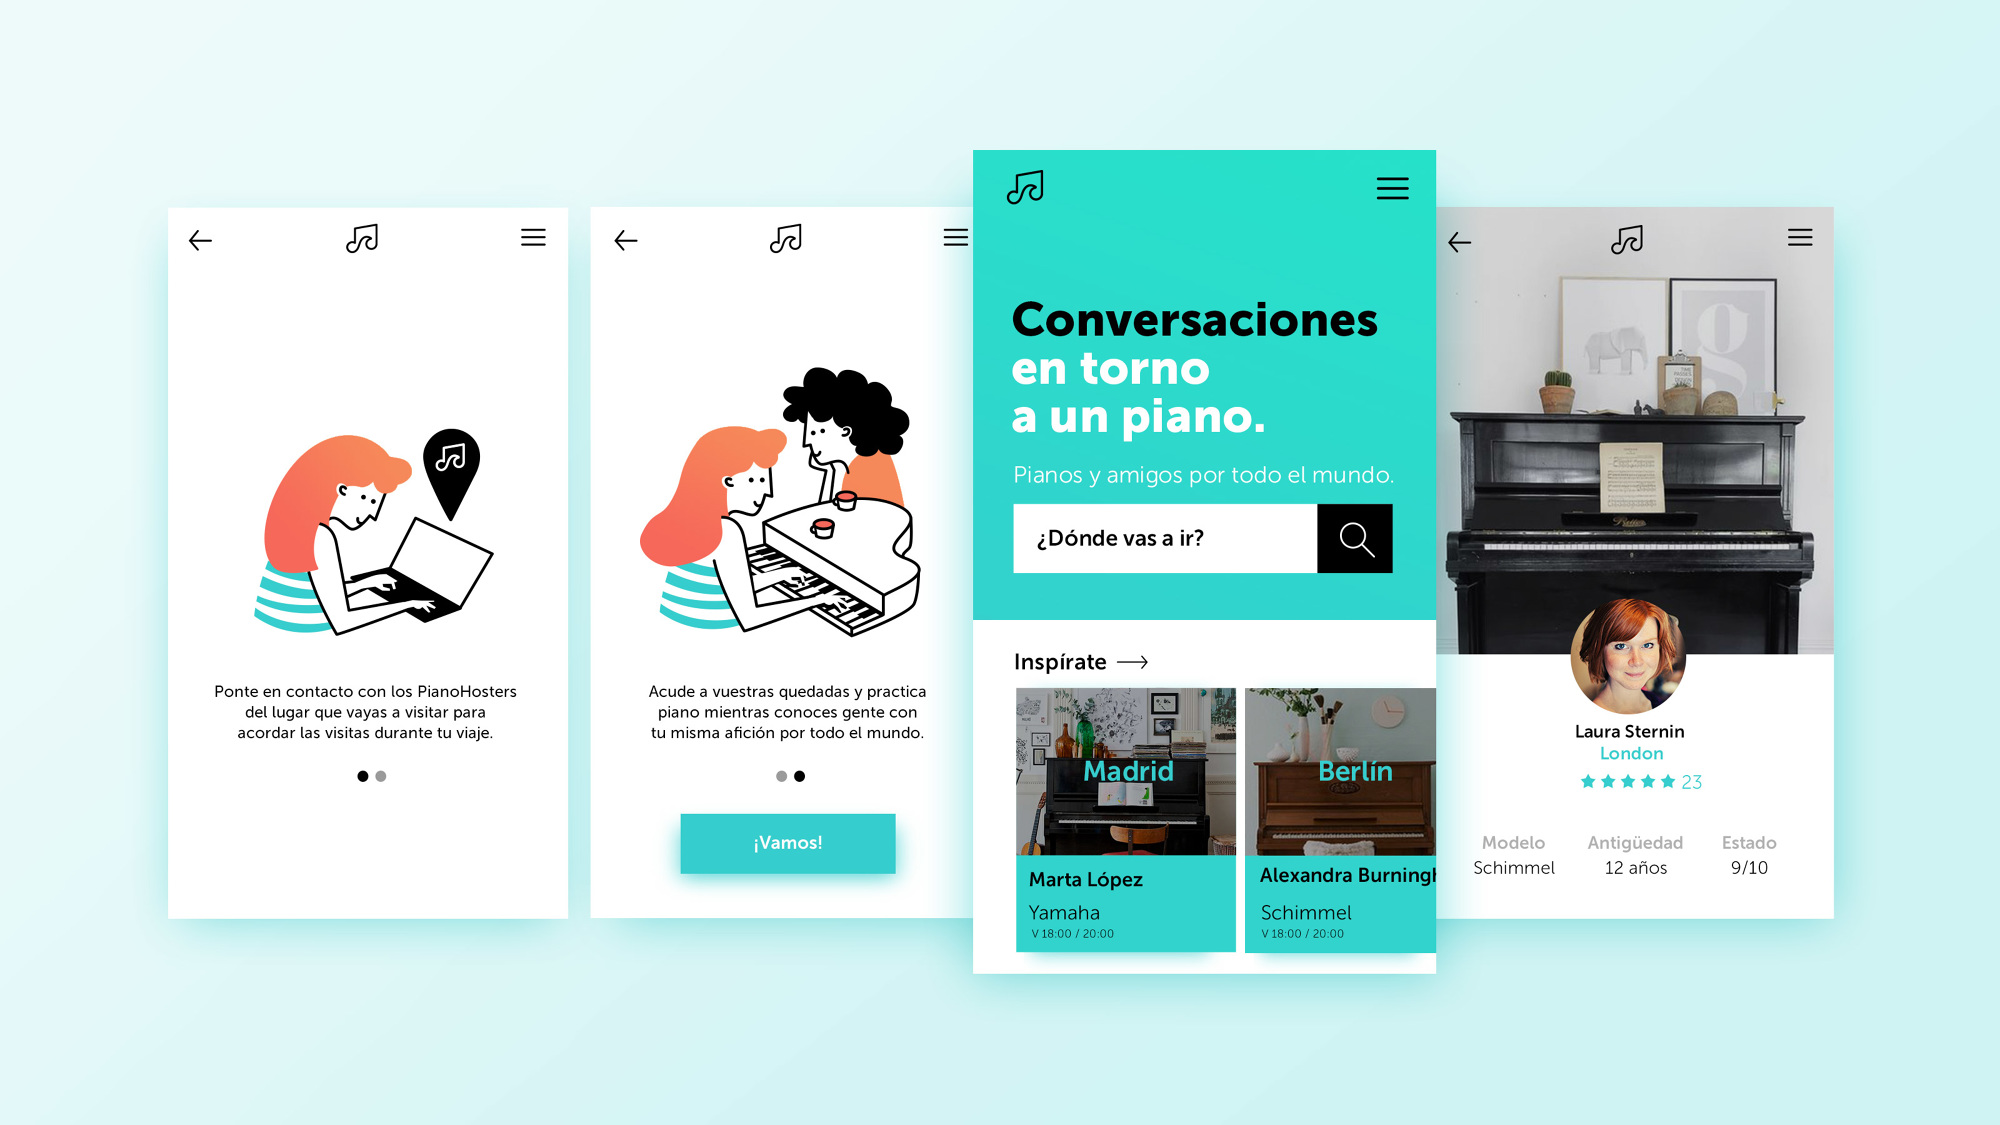 Ponte en contacto con los PianoHosters
del lugar que vayas a visitar para
acordar las visitas durante tu viaje.
Acude a vuestras quedadas y practica
piano mientras conoces gente con
tu misma afición por todo el mundo.
¡Vamos!
Conversaciones
en torno
a un piano.
Pianos y amigos por todo el mundo.
¿Dónde vas a ir?
Inspírate
Madrid
Marta López
Yamaha
V 18:00 / 20:00
Berlín
Alexandra Burningh
Schimmel
V 18:00 / 20:00
g
Laura Sternin
London
23
Modelo
Schimmel
Antigüedad
12 años
Estado
9/10